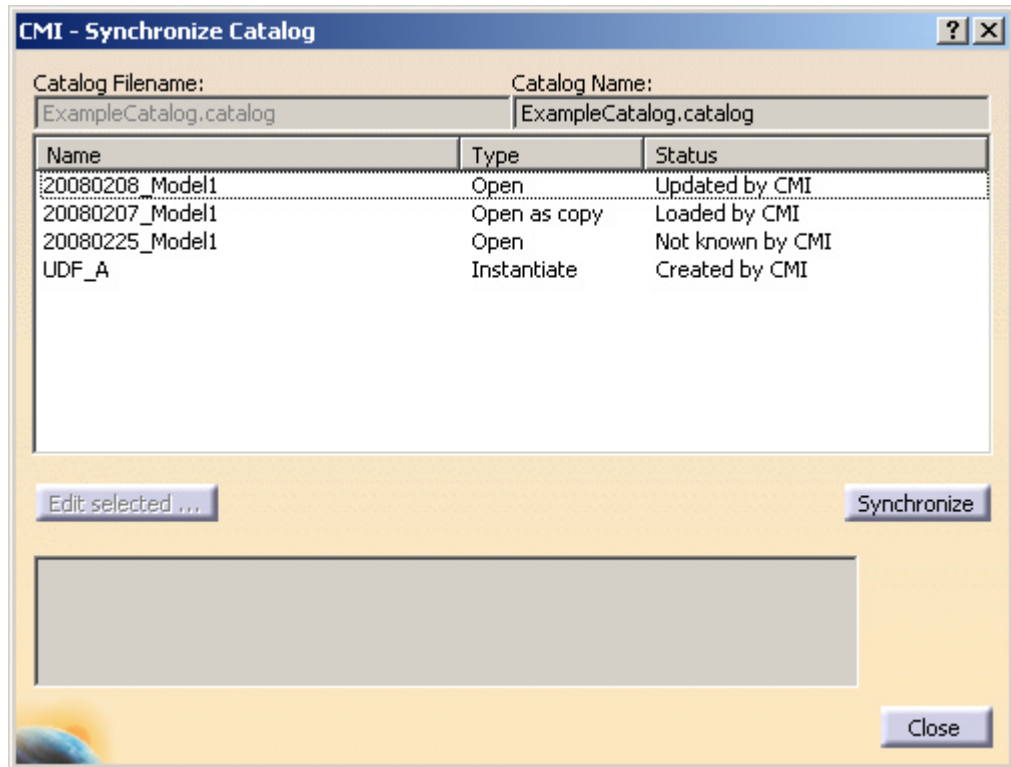 CMI - Synchronize Catalog
Catalog Filename: Catalog Name:
ExampleCatalog.catalog ExampleCatalog.catalog
Name Type Status
20080208_Model1 Open Updated by CMI
20080207_Model1 Open as copy Loaded by CMI
20080225_Model1 Open Not known by CMI
UDF_A Instantiate Created by CMI
Edit selected ... Synchronize
Close